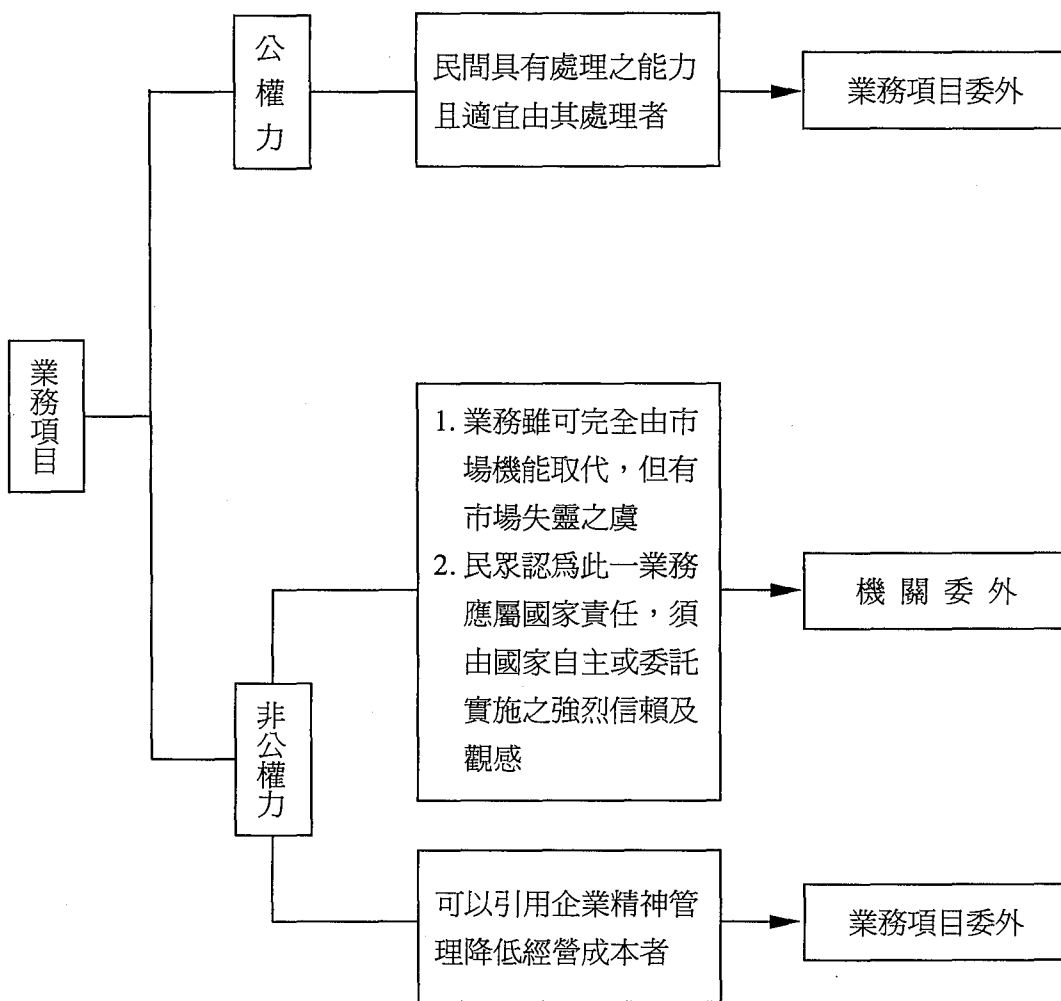 公權力
民間具有處理之能力
且適宜由其處理者
業務項目委外
業務項目
1. 業務雖可完全由市
場機能取代，但有
市場失靈之虞
2. 民眾認爲此一業務
應屬國家責任，須
由國家自主或委託
實施之強烈信賴及
觀感
機關委外
非公權力
可以引用企業精神管
理降低經營成本者
業務項目委外